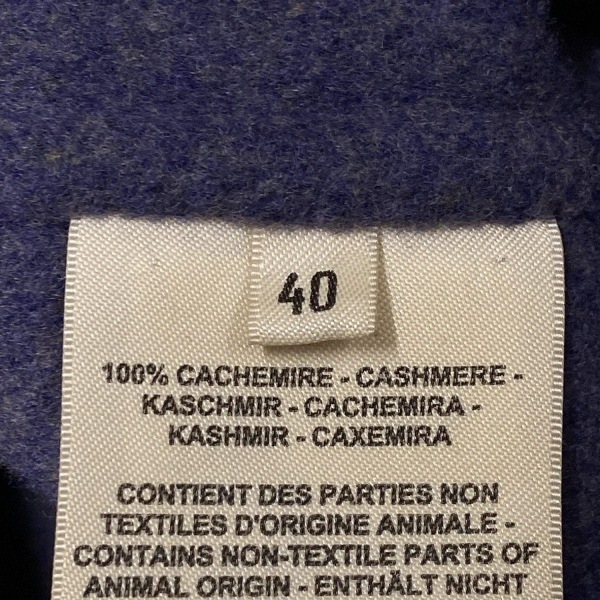 40
100% CACHEMIRE - CASHMERE -
KASCHMIR - CACHEMIRA -
KASHMIR - CAXEMIRA
CONTIENT DES PARTIES NON
TEXTILES D'ORIGINE ANIMALE -
CONTAINS NON-TEXTILE PARTS OF
ANIMAL ORIGIN - ENTHÄLT NICHT